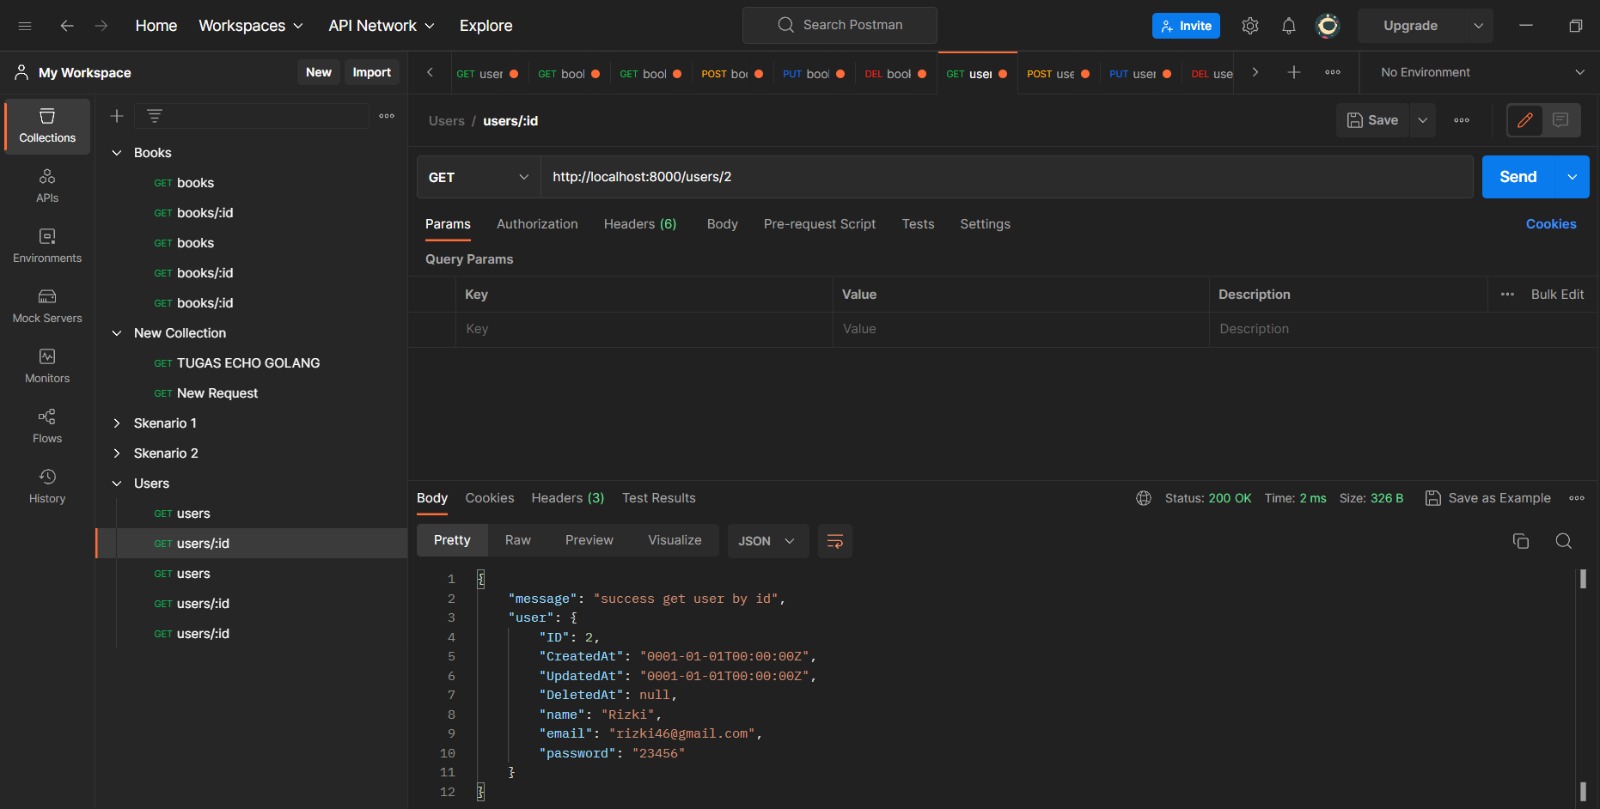 Home Workspaces API Network Explore Search Postman Invite Upgrade
My Workspace New Import GET user GET bool GET bool POST boo PUT bool DEL book GET user POST use PUT user DEL use No Environment
Collections
APIs
Environments
Mock Servers
Monitors
Flows
History
Books
GET books
GET books/:id
GET books
GET books/:id
GET books/:id
New Collection
GET TUGAS ECHO GOLANG
GET New Request
Skenario 1
Skenario 2
Users
GET users
GET users/:id
GET users
GET users/:id
GET users/:id
Users / users/:id Save
GET http://localhost:8000/users/2 Send
Params Authorization Headers (6) Body Pre-request Script Tests Settings Cookies
Query Params
Key Value Description Bulk Edit
Key Value Description
Body Cookies Headers (3) Test Results Status: 200 OK Time: 2 ms Size: 326 B Save as Example
Pretty Raw Preview Visualize JSON
1 {
2 "message": "success get user by id",
3 "user": {
4 "ID": 2,
5 "CreatedAt": "0001-01-01T00:00:00Z",
6 "UpdatedAt": "0001-01-01T00:00:00Z",
7 "DeletedAt": null,
8 "name": "Rizki",
9 "email": "rizki46@gmail.com",
10 "password": "23456"
11 }
12 }